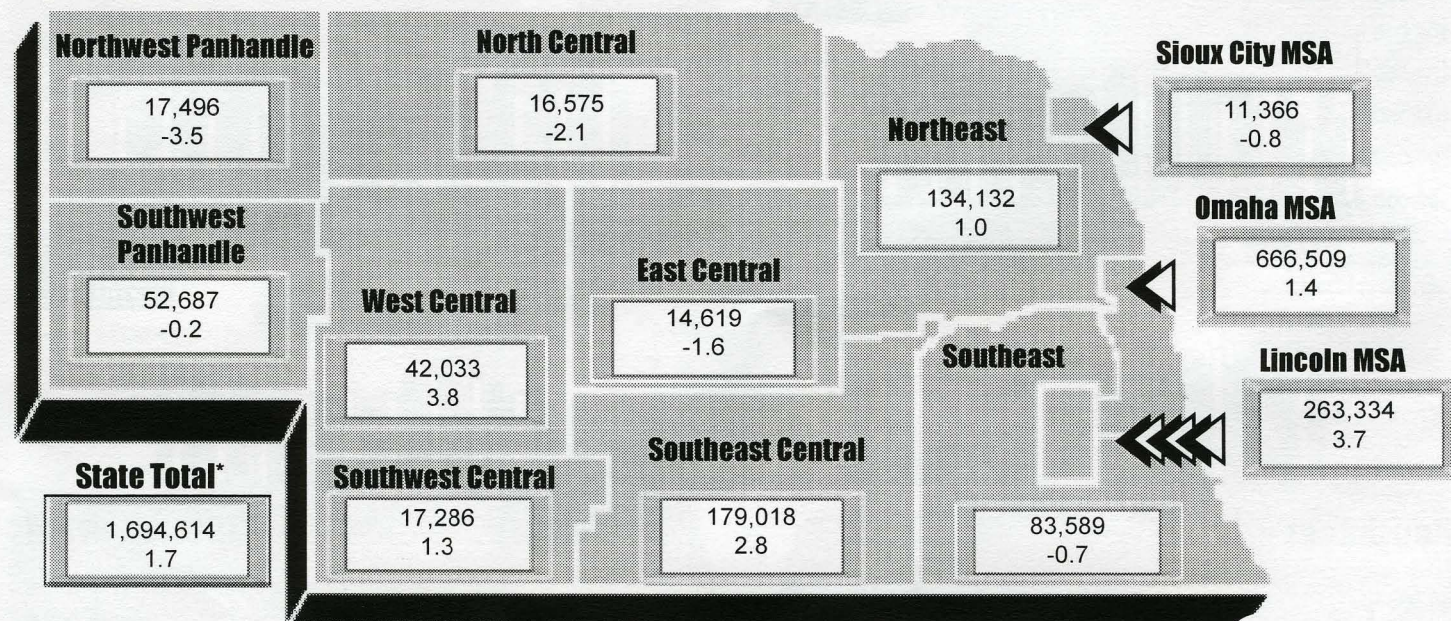 Northwest Panhandle
17,496
-3.5
North Central
16,575
-2.1
Sioux City MSA
11,366
-0.8
Northeast
134,132
1.0
Southwest
Panhandle
52,687
-0.2
Omaha MSA
666,509
1.4
West Central
42,033
3.8
East Central
14,619
-1.6
Southeast
83,589
-0.7
Lincoln MSA
263,334
3.7
State Total*
1,694,614
1.7
Southwest Central
17,286
1.3
Southeast Central
179,018
2.8